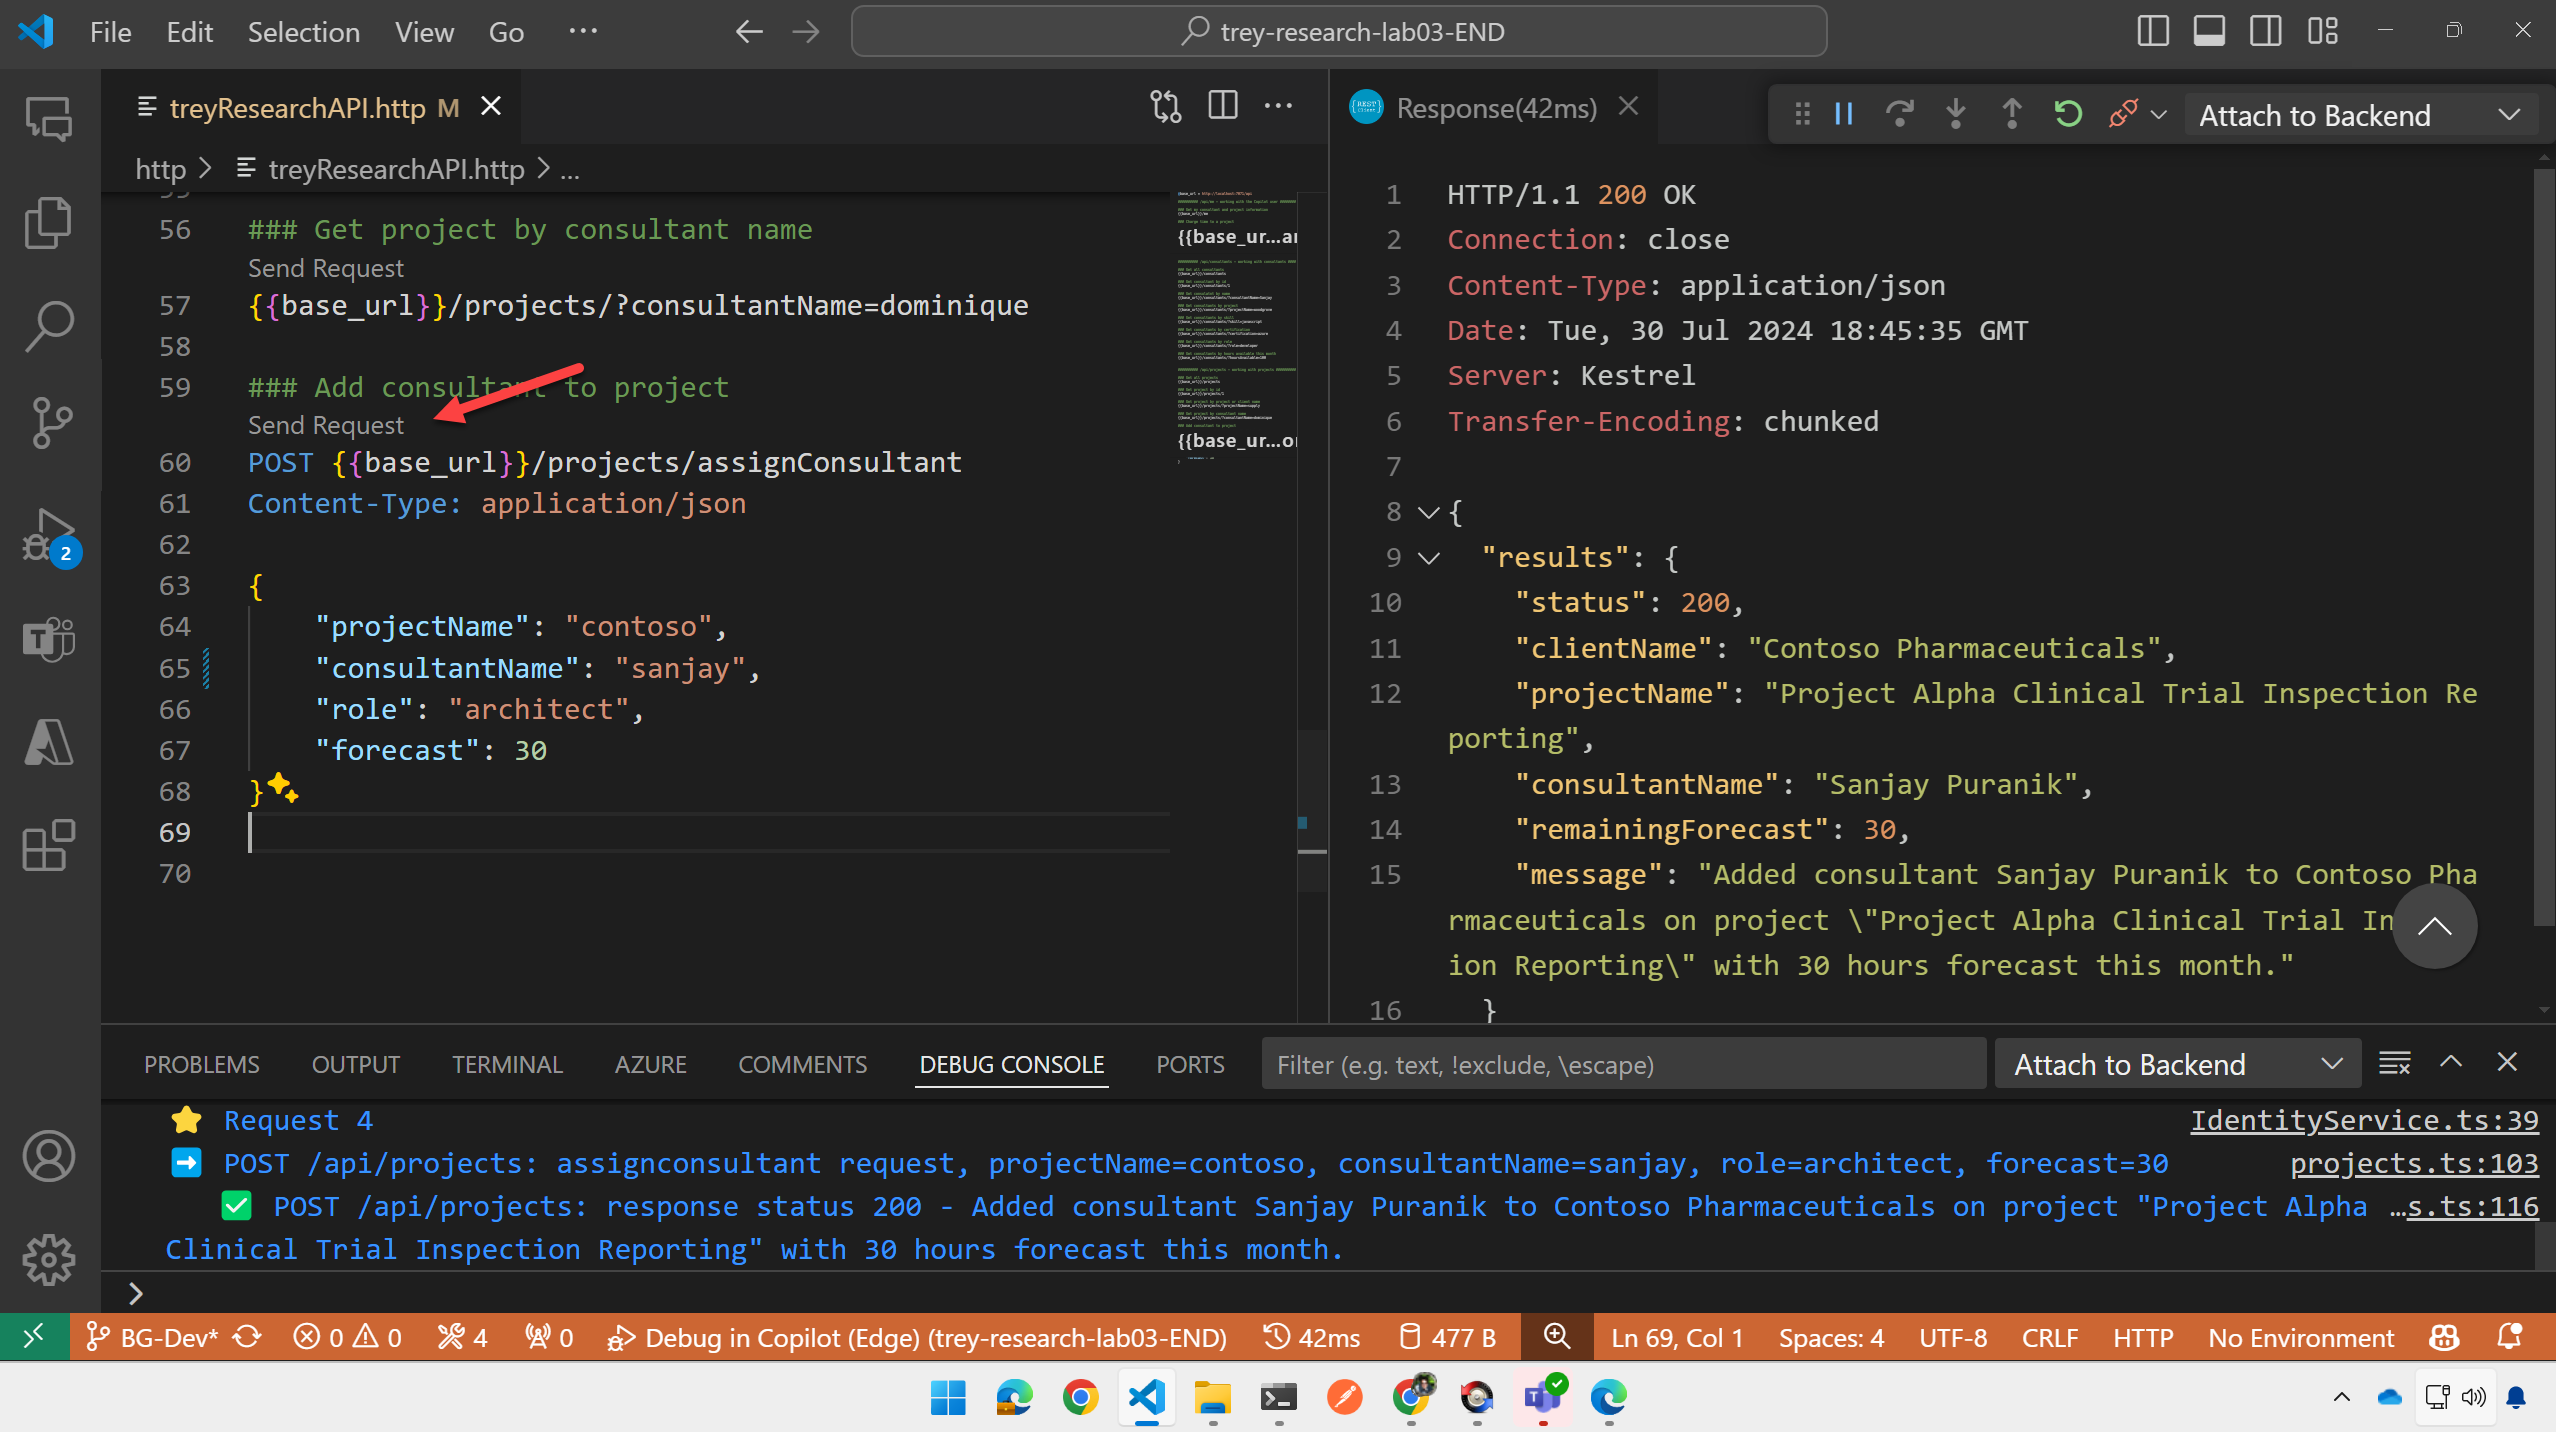 File Edit Selection View Go ···
trey-research-lab03-END
treyResearchAPI.http M
http > treyResearchAPI.http > ...
56 ### Get project by consultant name
Send Request
57 {{base_url}}/projects/?consultantName=dominique
58
59 ### Add consultant to project
Send Request
60 POST {{base_url}}/projects/assignConsultant
61 Content-Type: application/json
62
63 {
64 "projectName": "contoso",
65 "consultantName": "sanjay",
66 "role": "architect",
67 "forecast": 30
68 }
69
70
{{base_ur...
{{base_ur...
Response(42ms)
Attach to Backend
1 HTTP/1.1 200 OK
2 Connection: close
3 Content-Type: application/json
4 Date: Tue, 30 Jul 2024 18:45:35 GMT
5 Server: Kestrel
6 Transfer-Encoding: chunked
7
8 {
9 "results": {
10 "status": 200,
11 "clientName": "Contoso Pharmaceuticals",
12 "projectName": "Project Alpha Clinical Trial Inspection Re
porting",
13 "consultantName": "Sanjay Puranik",
14 "remainingForecast": 30,
15 "message": "Added consultant Sanjay Puranik to Contoso Pha
rmaceuticals on project \"Project Alpha Clinical Trial In
ion Reporting\" with 30 hours forecast this month."
16 }
2
PROBLEMS OUTPUT TERMINAL AZURE COMMENTS DEBUG CONSOLE PORTS Filter (e.g. text, !exclude, \escape) Attach to Backend
Request 4 IdentityService.ts:39
POST /api/projects: assignconsultant request, projectName=contoso, consultantName=sanjay, role=architect, forecast=30 projects.ts:103
POST /api/projects: response status 200 - Added consultant Sanjay Puranik to Contoso Pharmaceuticals on project "Project Alpha …s.ts:116
Clinical Trial Inspection Reporting" with 30 hours forecast this month.
>
BG-Dev* 0 0 4 0 Debug in Copilot (Edge) (trey-research-lab03-END) 42ms 477 B Ln 69, Col 1 Spaces: 4 UTF-8 CRLF HTTP No Environment